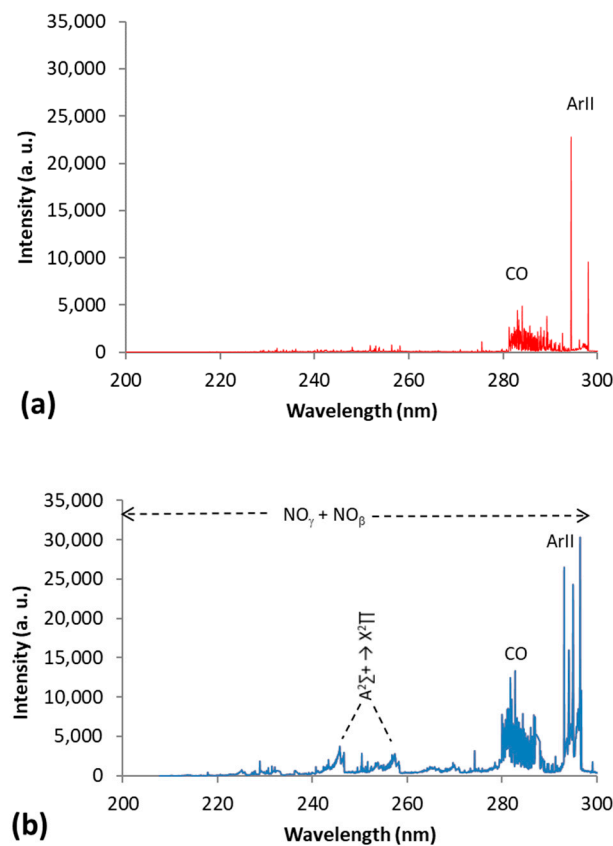 35,000
30,000
25,000
20,000
15,000
10,000
5,000
0
Intensity (a. u.)
ArII
CO
200 220 240 260 280 300
Wavelength (nm)
(a)
35,000
30,000
25,000
20,000
15,000
10,000
5,000
0
Intensity (a. u.)
NOᵧ + NOᵦ
ArII
A²Σ+ → X²∏
CO
200 220 240 260 280 300
Wavelength (nm)
(b)